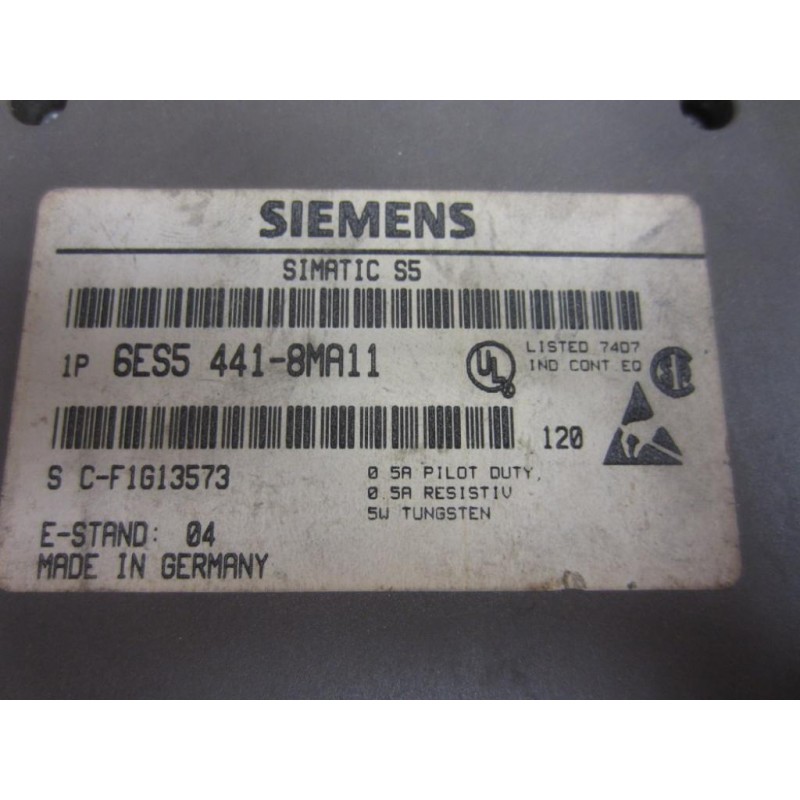 SIEMENS
SIMATIC S5
1P 6ES5 441-8MA11
UL
LISTED 7407
IND CONT EQ
120
S C-F1G13573
0 5A PILOT DUTY,
0.5A RESISTIV
5W TUNGSTEN
E-STAND: 04
MADE IN GERMANY